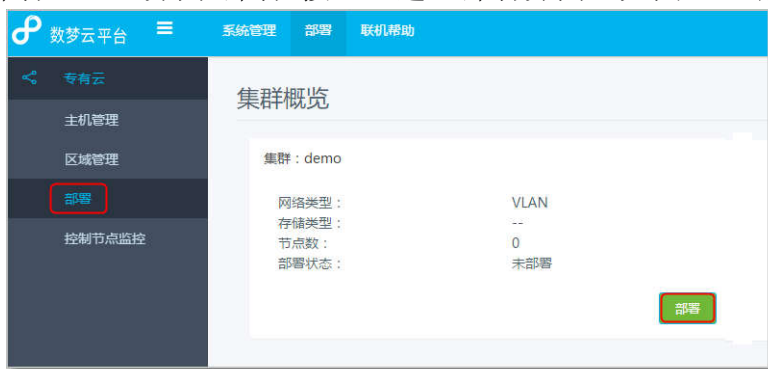 数梦云平台 系统管理 部署 联机帮助
专有云
主机管理
区域管理
部署
控制节点监控
集群概览
集群：demo
网络类型： VLAN
存储类型： --
节点数： 0
部署状态： 未部署
部署